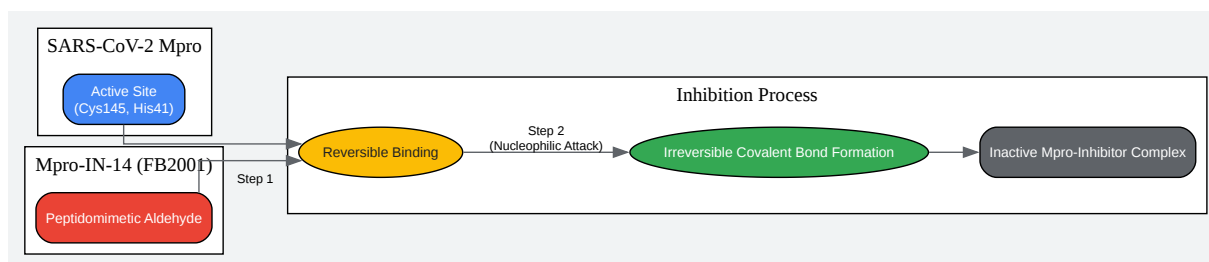 SARS-CoV-2 Mpro
Active Site
(Cys145, His41)
Mpro-IN-14 (FB2001)
Peptidomimetic Aldehyde
Step 1
Inhibition Process
Reversible Binding
Step 2
(Nucleophilic Attack)
Irreversible Covalent Bond Formation
Inactive Mpro-Inhibitor Complex